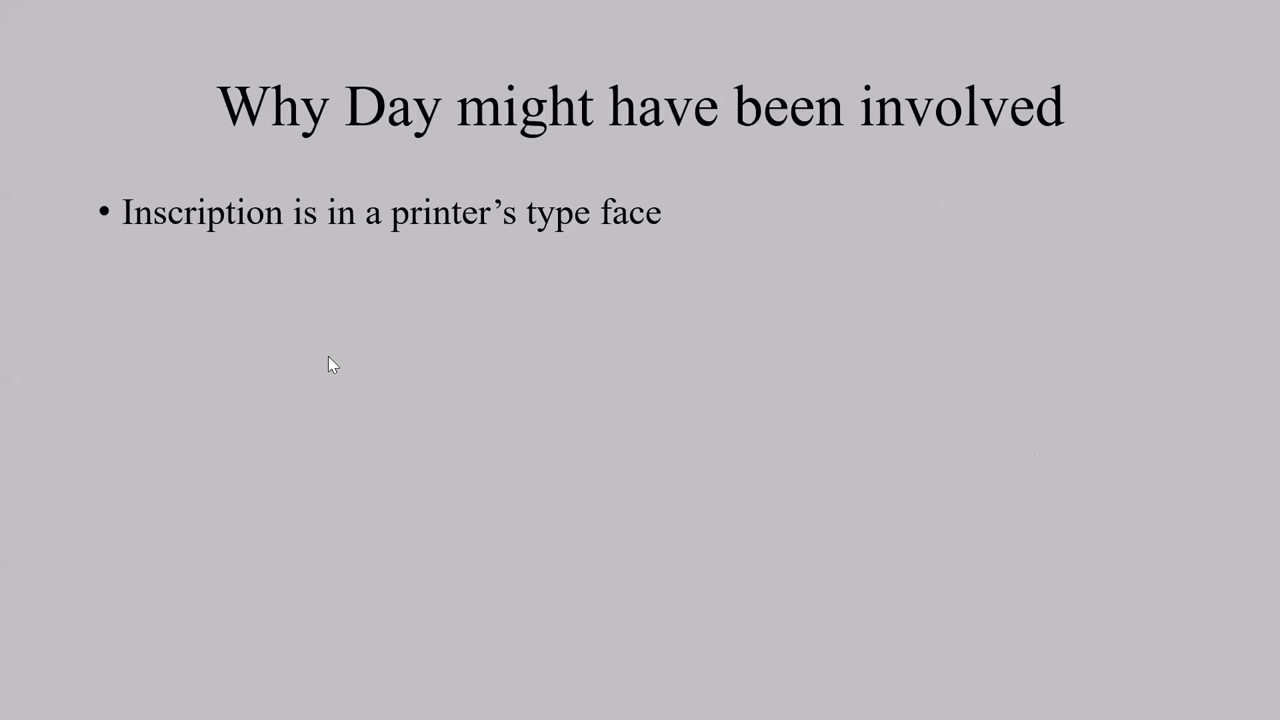 Why Day might have been involved
• Inscription is in a printer’s type face